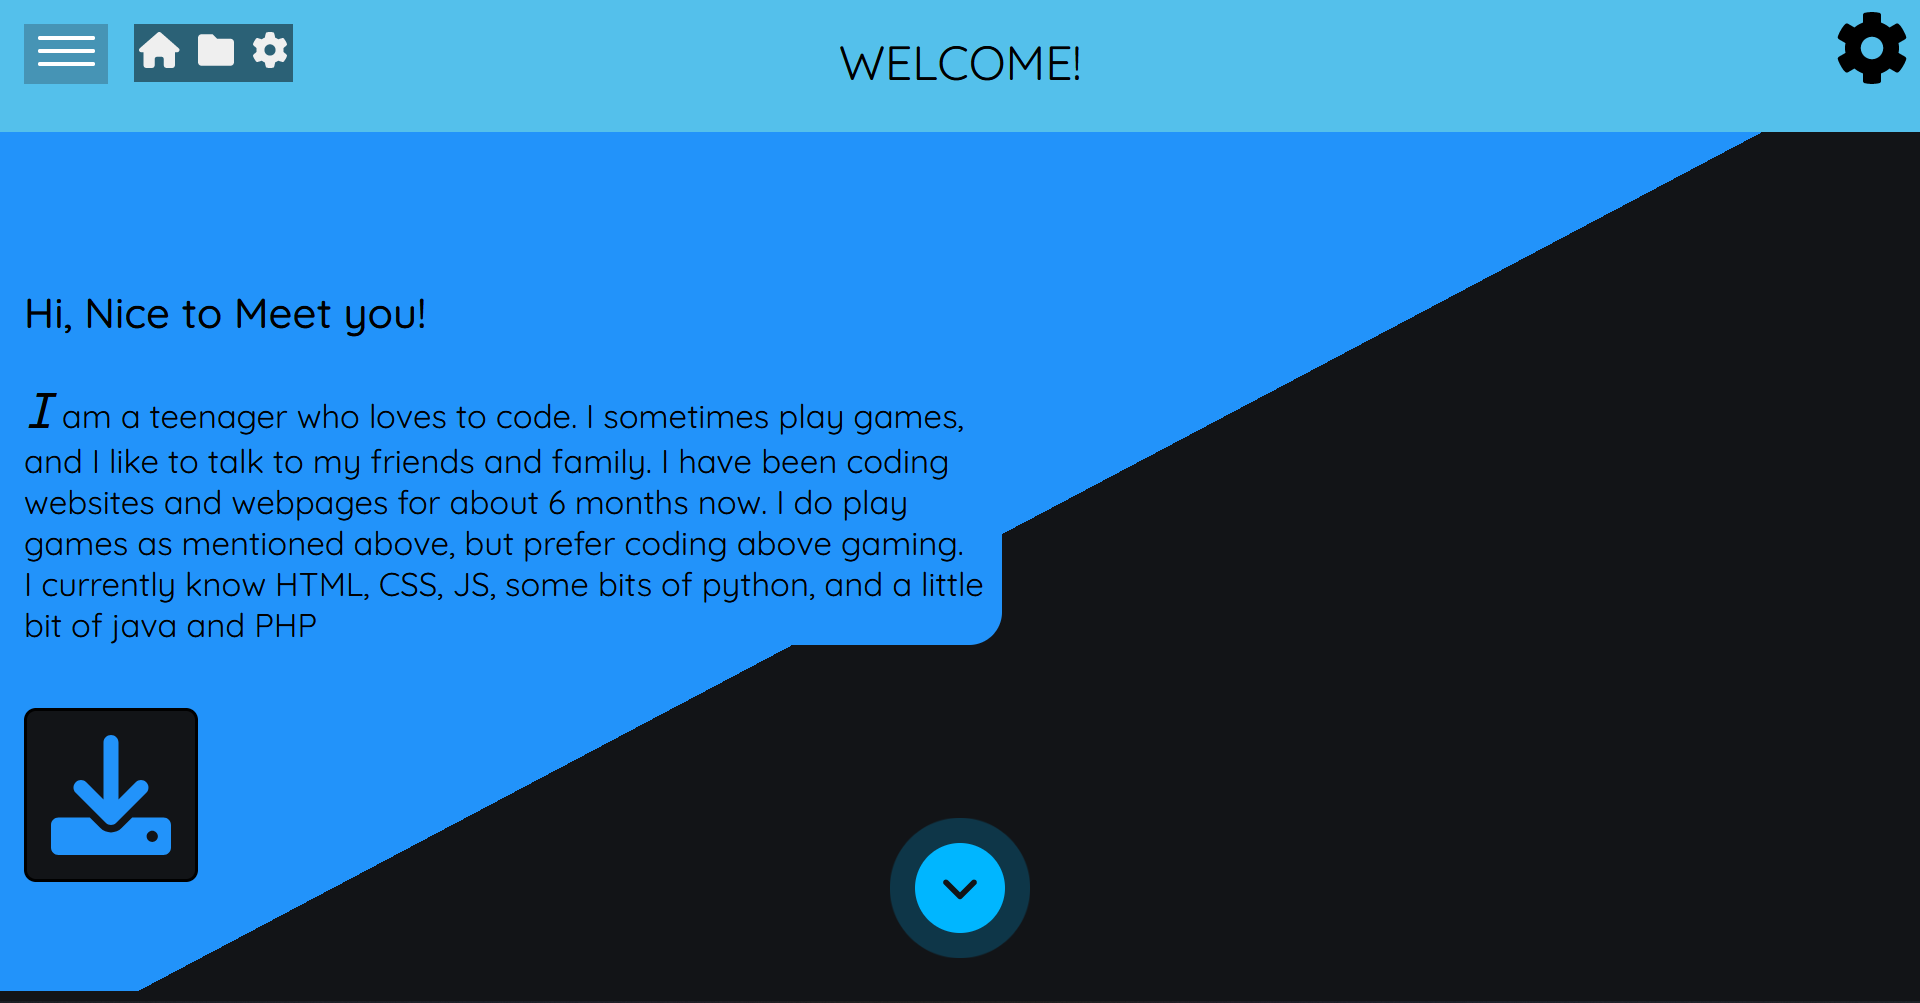 WELCOME!
Hi, Nice to Meet you!
I am a teenager who loves to code. I sometimes play games,
and I like to talk to my friends and family. I have been coding
websites and webpages for about 6 months now. I do play
games as mentioned above, but prefer coding above gaming.
I currently know HTML, CSS, JS, some bits of python, and a little
bit of java and PHP